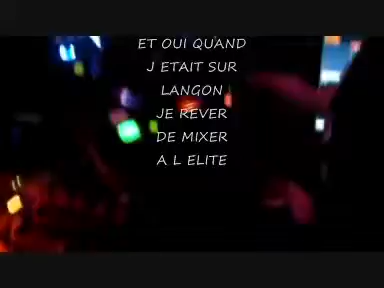 ET OUI QUAND
J ETAIT SUR
LANGON
JE REVER
DE MIXER
A L ELITE